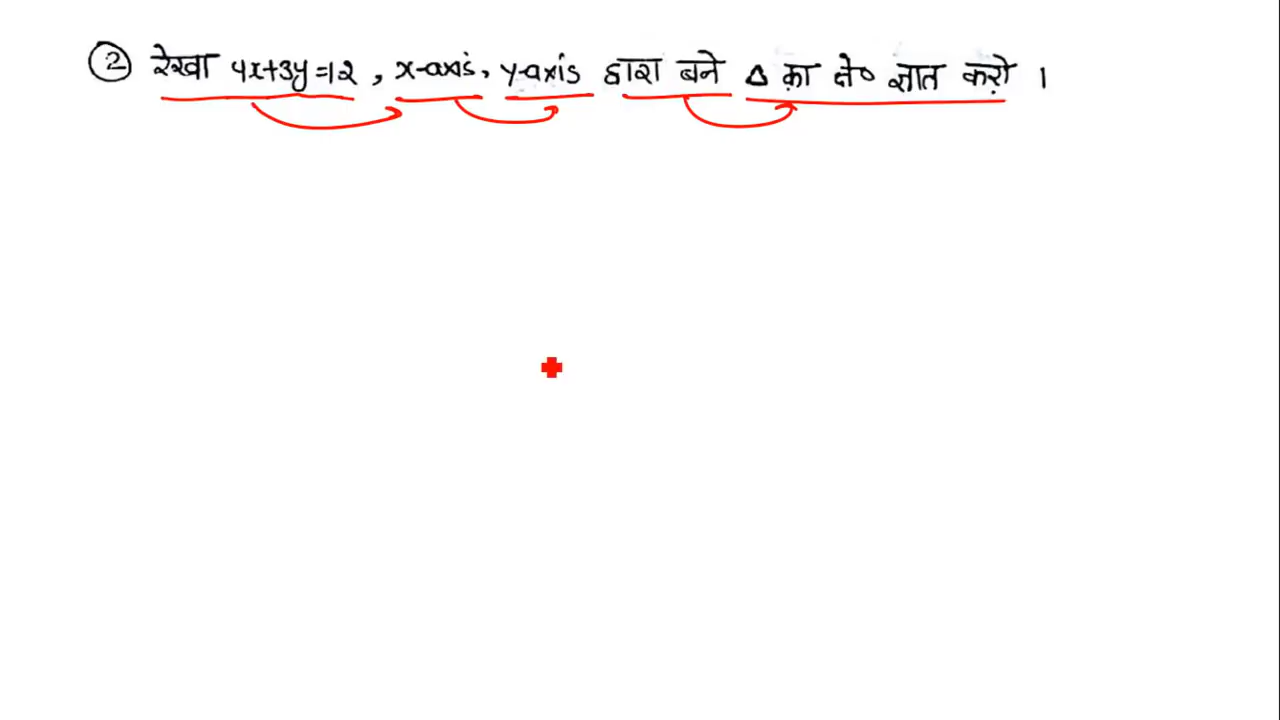 ② रेखा 4x+3y=12, x-axis, y-axis द्वारा बने Δ का क्षे० ज्ञात करो ।